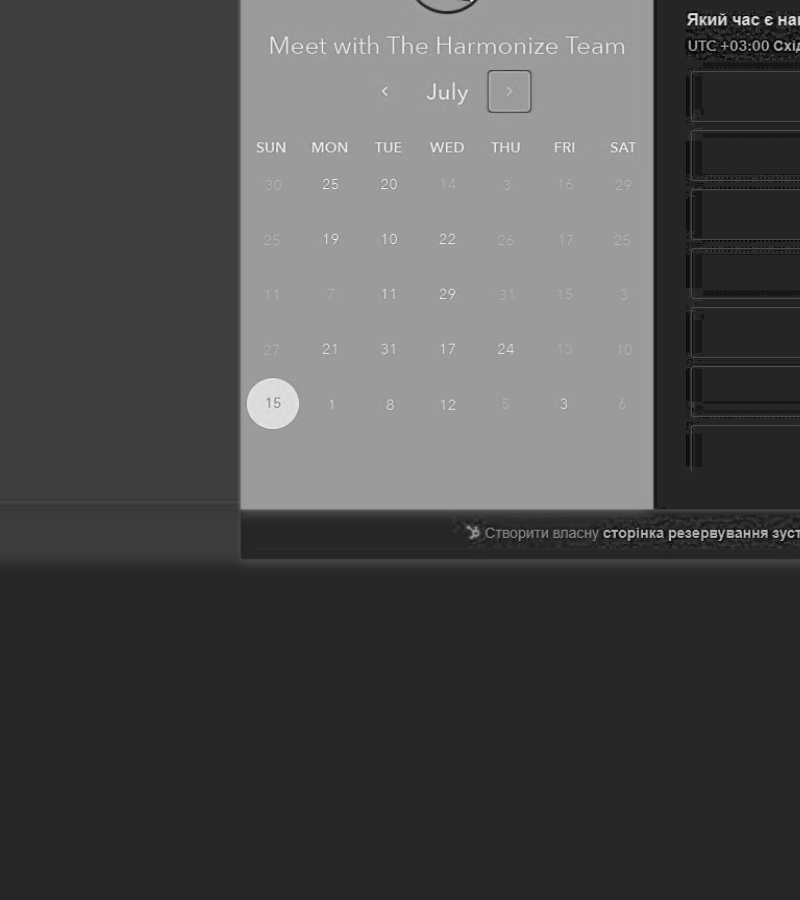 Meet with The Harmonize Team
July
SUN MON TUE WED THU FRI SAT
30 25 20 14 3 16 29
25 19 10 22 26 17 25
11 7 11 29 31 15 3
27 21 31 17 24 13 10
15 1 8 12 5 3 6
Створити власну сторінка резервування зуст
Який час є на
UTC +03:00 Схід